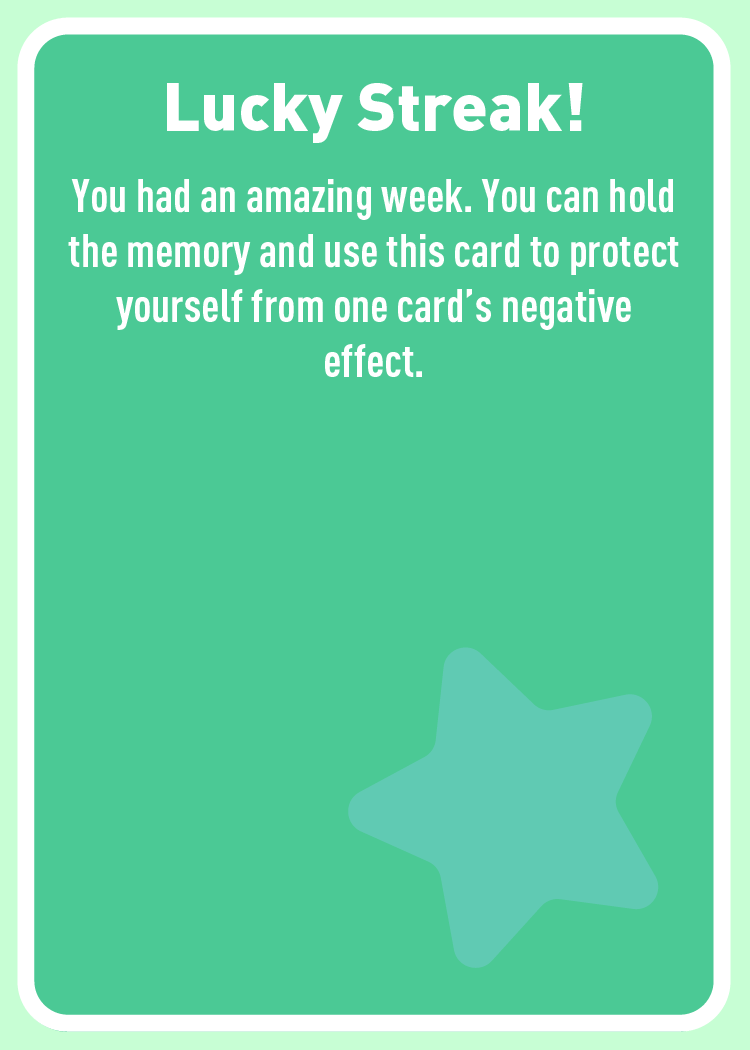 Lucky Streak!
You had an amazing week. You can hold
the memory and use this card to protect
yourself from one card’s negative
effect.